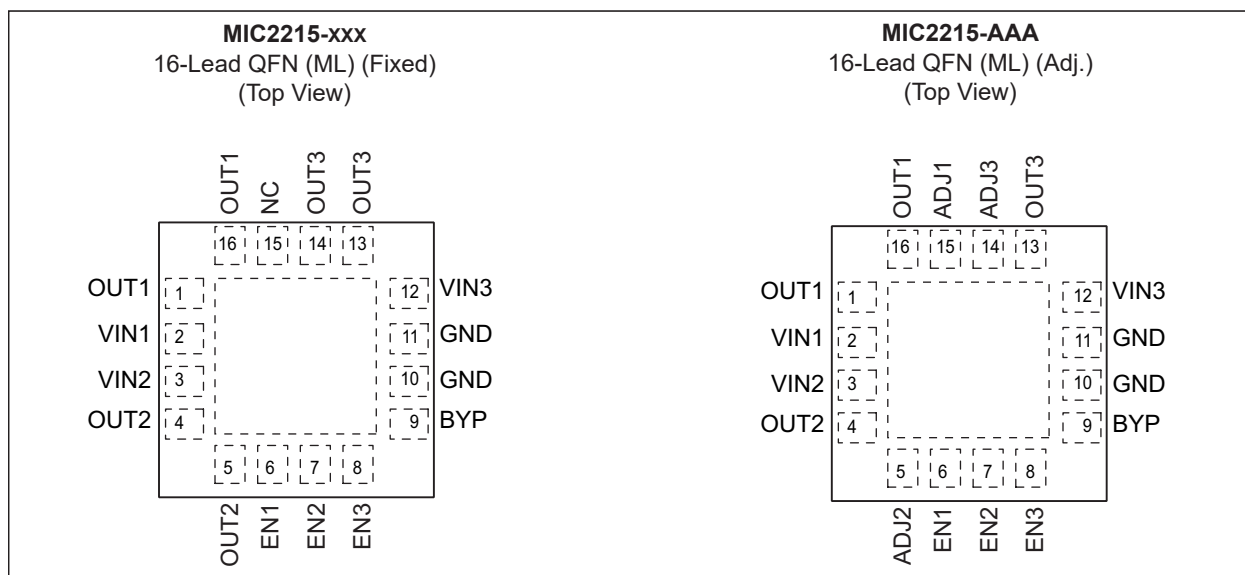 MIC2215-xxx
16-Lead QFN (ML) (Fixed)
(Top View)
OUT1
NC
OUT3
OUT3
16
15
14
13
OUT1 1
VIN1 2
VIN2 3
OUT2 4
12 VIN3
11 GND
10 GND
9 BYP
5
6
7
8
OUT2
EN1
EN2
EN3
MIC2215-AAA
16-Lead QFN (ML) (Adj.)
(Top View)
OUT1
ADJ1
ADJ3
OUT3
16
15
14
13
OUT1 1
VIN1 2
VIN2 3
OUT2 4
12 VIN3
11 GND
10 GND
9 BYP
5
6
7
8
ADJ2
EN1
EN2
EN3